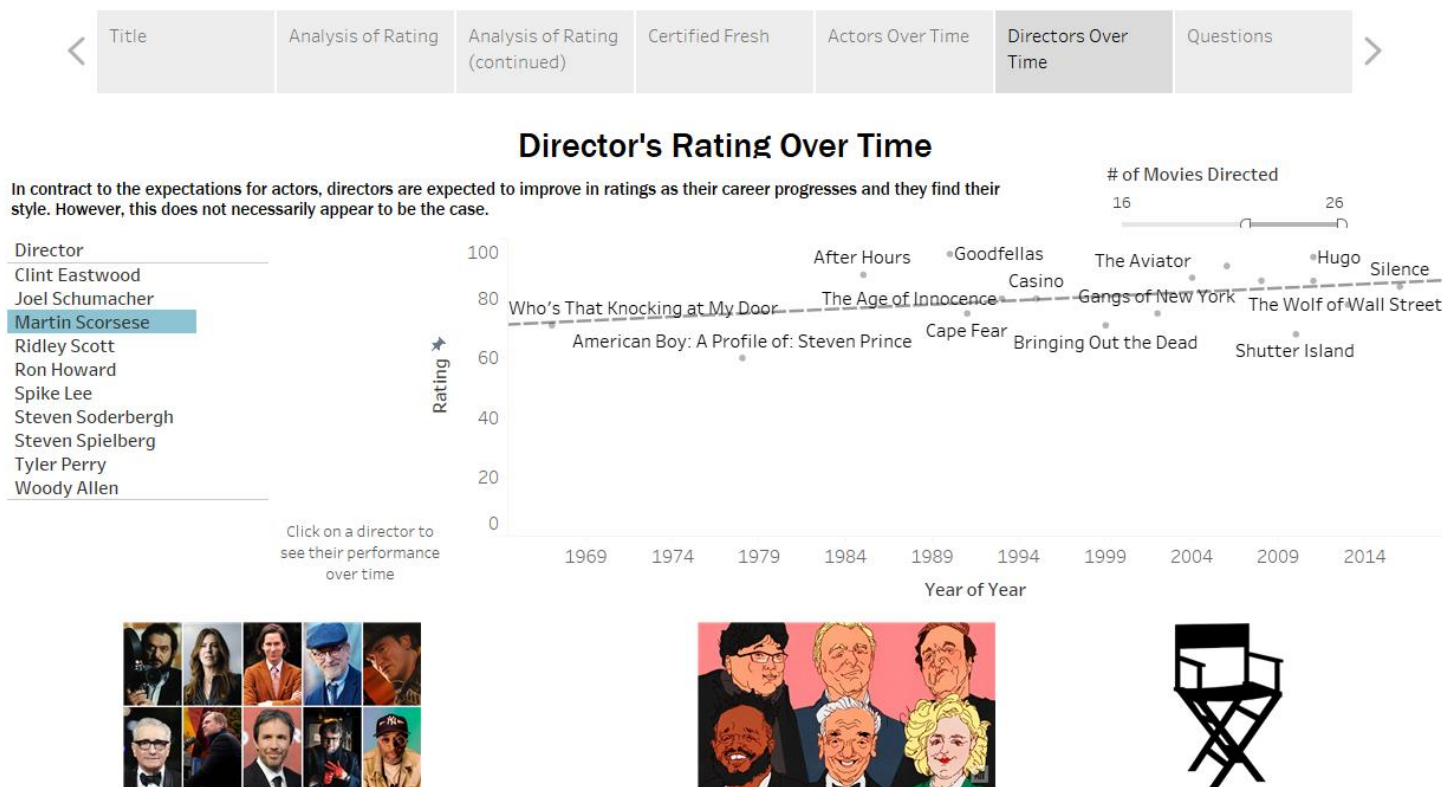 Title
Analysis of Rating
Analysis of Rating
(continued)
Certified Fresh
Actors Over Time
Directors Over
Time
Questions
Director's Rating Over Time
In contract to the expectations for actors, directors are expected to improve in ratings as their career progresses and they find their
style. However, this does not necessarily appear to be the case.
# of Movies Directed
16 26
Director
Clint Eastwood
Joel Schumacher
Martin Scorsese
Ridley Scott
Ron Howard
Spike Lee
Steven Soderbergh
Steven Spielberg
Tyler Perry
Woody Allen
Click on a director to
see their performance
over time
Rating
100
80
60
40
20
0
After Hours
Goodfellas
The Aviator
Hugo
Silence
Casino
Who's That Knocking at My Door
The Age of Innocence
Gangs of New York
The Wolf of Wall Street
American Boy: A Profile of: Steven Prince
Cape Fear
Bringing Out the Dead
Shutter Island
1969 1974 1979 1984 1989 1994 1999 2004 2009 2014
Year of Year